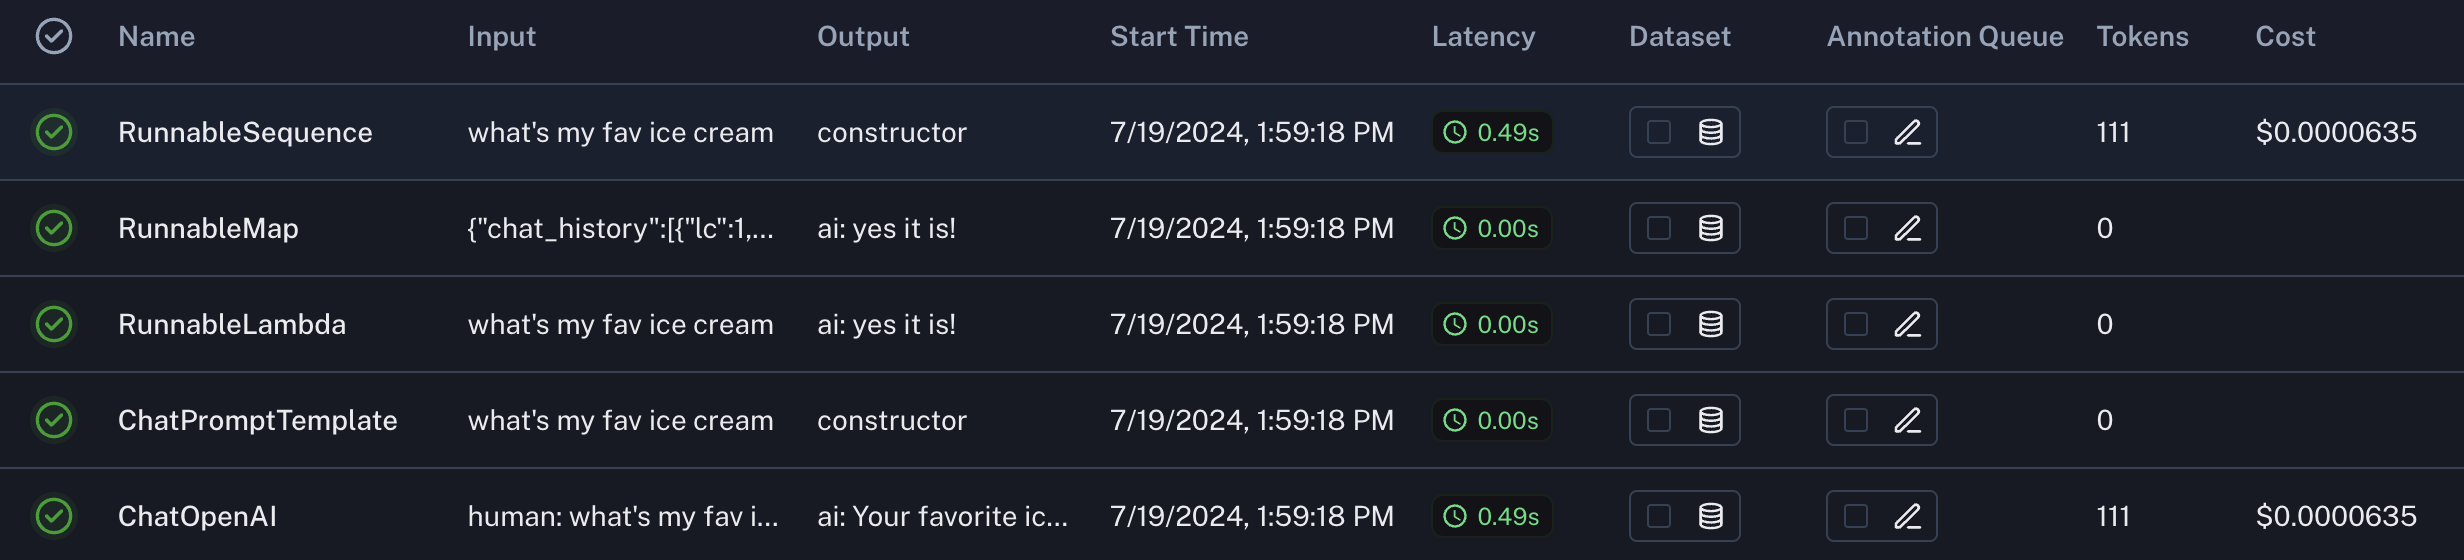 Name Input Output Start Time Latency Dataset Annotation Queue Tokens Cost
RunnableSequence what's my fav ice cream constructor 7/19/2024, 1:59:18 PM 0.49s 111 $0.0000635
RunnableMap {"chat_history":[{"lc":1,... ai: yes it is! 7/19/2024, 1:59:18 PM 0.00s 0
RunnableLambda what's my fav ice cream ai: yes it is! 7/19/2024, 1:59:18 PM 0.00s 0
ChatPromptTemplate what's my fav ice cream constructor 7/19/2024, 1:59:18 PM 0.00s 0
ChatOpenAI human: what's my fav i... ai: Your favorite ic... 7/19/2024, 1:59:18 PM 0.49s 111 $0.0000635